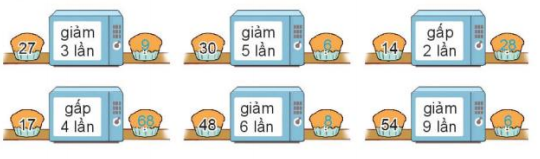 27 giảm 3 lần 9
30 giảm 5 lần 6
14 gấp 2 lần 28
17 gấp 4 lần 68
48 giảm 6 lần 8
54 giảm 9 lần 6